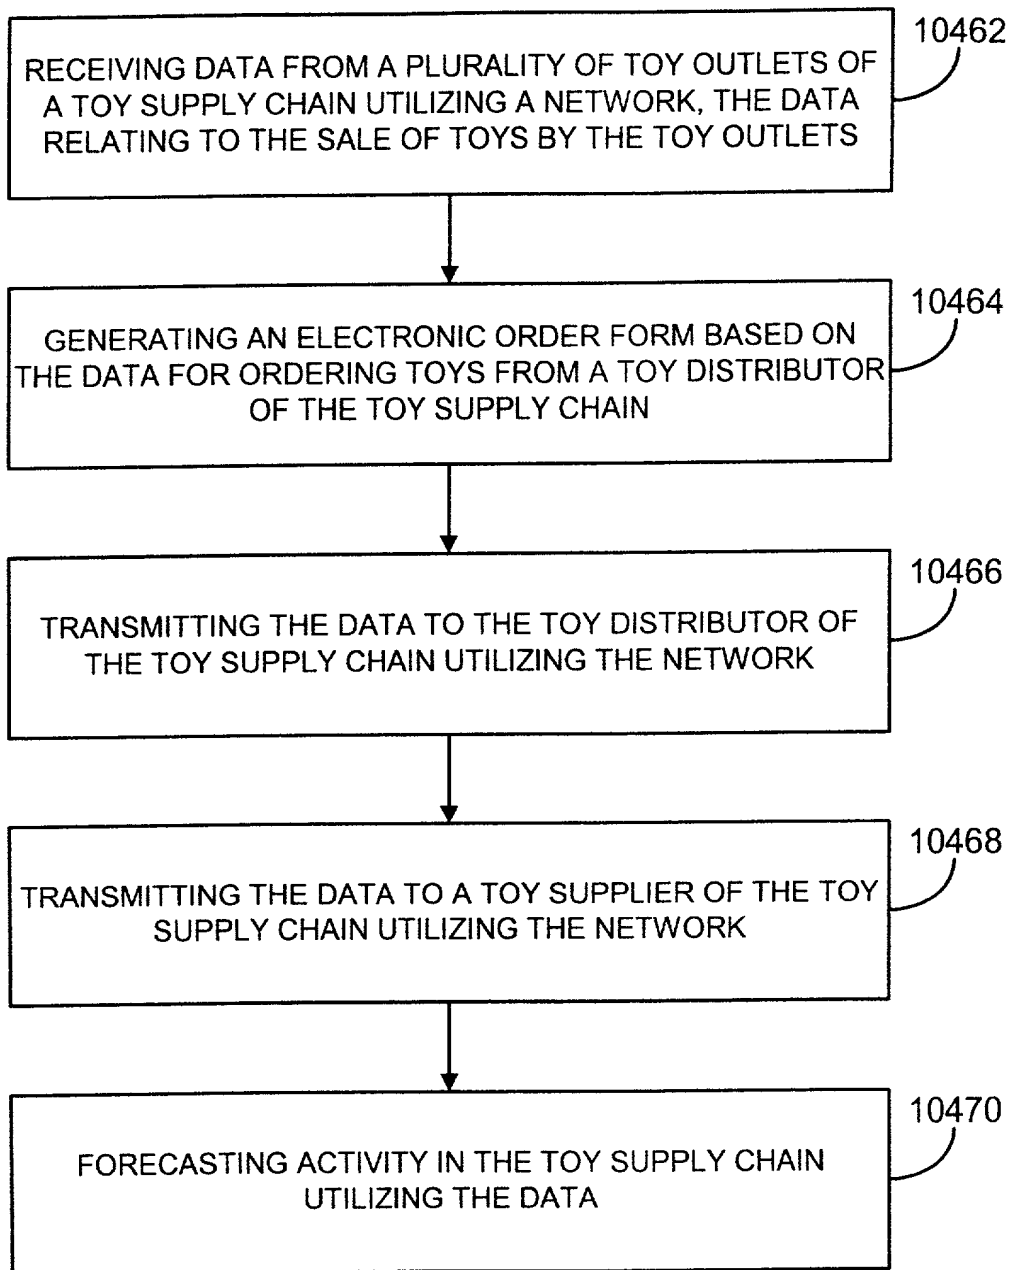 10462
RECEIVING DATA FROM A PLURALITY OF TOY OUTLETS OF
A TOY SUPPLY CHAIN UTILIZING A NETWORK, THE DATA
RELATING TO THE SALE OF TOYS BY THE TOY OUTLETS
10464
GENERATING AN ELECTRONIC ORDER FORM BASED ON
THE DATA FOR ORDERING TOYS FROM A TOY DISTRIBUTOR
OF THE TOY SUPPLY CHAIN
10466
TRANSMITTING THE DATA TO THE TOY DISTRIBUTOR OF
THE TOY SUPPLY CHAIN UTILIZING THE NETWORK
10468
TRANSMITTING THE DATA TO A TOY SUPPLIER OF THE TOY
SUPPLY CHAIN UTILIZING THE NETWORK
10470
FORECASTING ACTIVITY IN THE TOY SUPPLY CHAIN
UTILIZING THE DATA